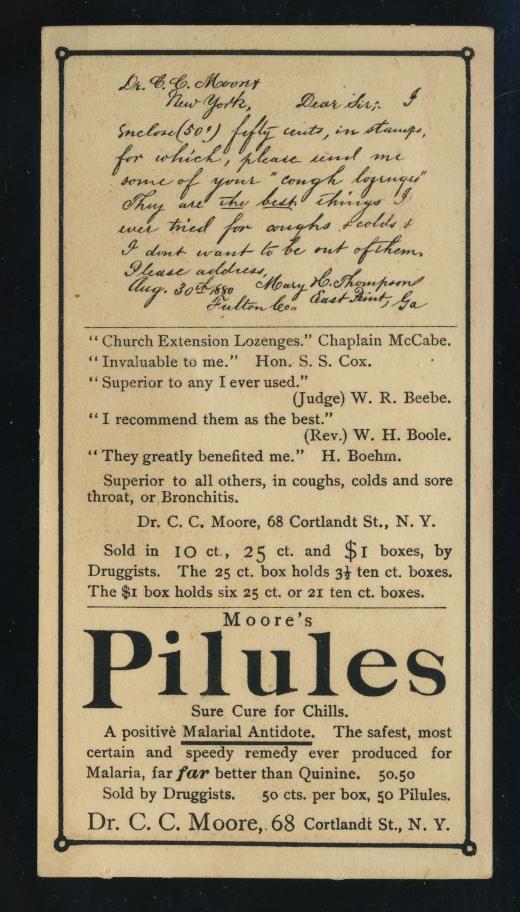 Dr. C. C. Moore
New York, Dear Sir; I
Enclose (50¢) fifty cents, in stamps,
for which, please send me
some of your "cough lozenges"
They are the best things I
ever tried for coughs & colds &
I dont want to be out of them,
Please address,
Aug. 30th 1880 Mary H. Thompson
Fulton Co., East Point, Ga
"Church Extension Lozenges." Chaplain McCabe.
"Invaluable to me." Hon. S. S. Cox.
"Superior to any I ever used."
(Judge) W. R. Beebe.
"I recommend them as the best."
(Rev.) W. H. Boole.
"They greatly benefited me." H. Boehm.
Superior to all others, in coughs, colds and sore
throat, or Bronchitis.
Dr. C. C. Moore, 68 Cortlandt St., N. Y.
Sold in 10 ct., 25 ct. and $1 boxes, by
Druggists. The 25 ct. box holds 3½ ten ct. boxes.
The $1 box holds six 25 ct. or 21 ten ct. boxes.
Moore's
Pilules
Sure Cure for Chills.
A positive Malarial Antidote. The safest, most
certain and speedy remedy ever produced for
Malaria, far far better than Quinine. 50.50
Sold by Druggists. 50 cts. per box, 50 Pilules.
Dr. C. C. Moore, 68 Cortlandt St., N. Y.